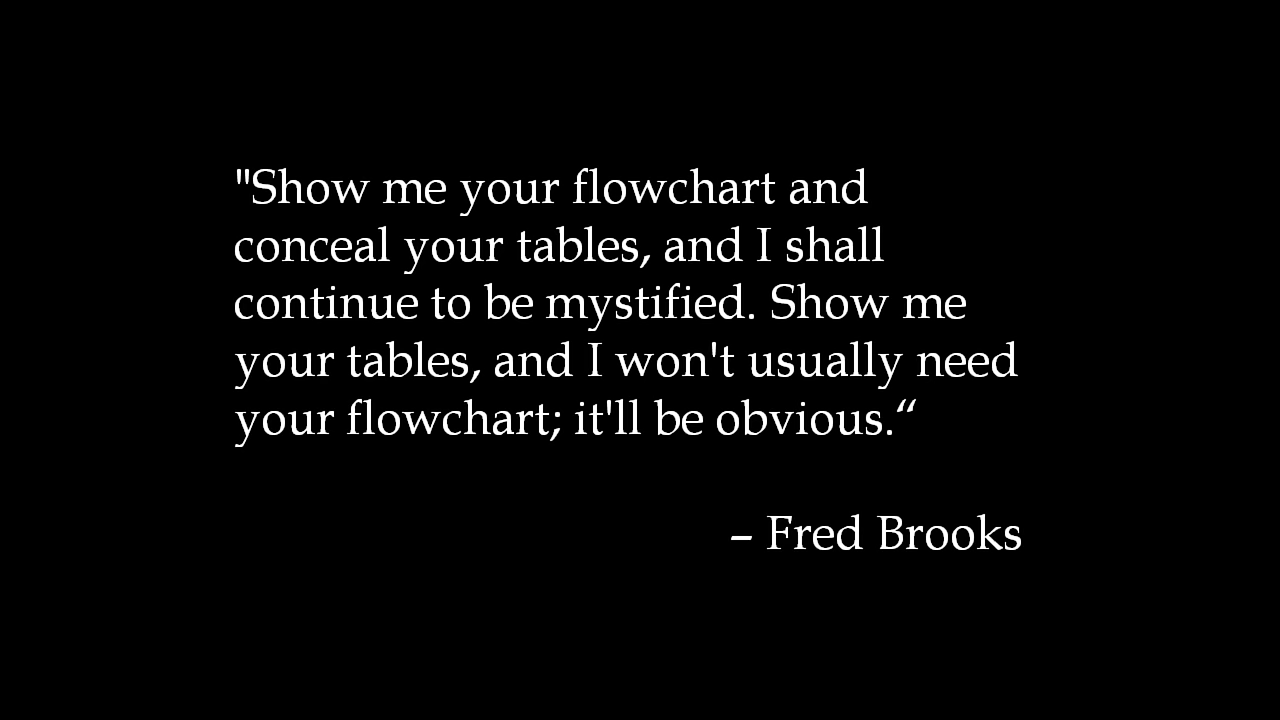 "Show me your flowchart and
conceal your tables, and I shall
continue to be mystified. Show me
your tables, and I won't usually need
your flowchart; it'll be obvious.“
– Fred Brooks